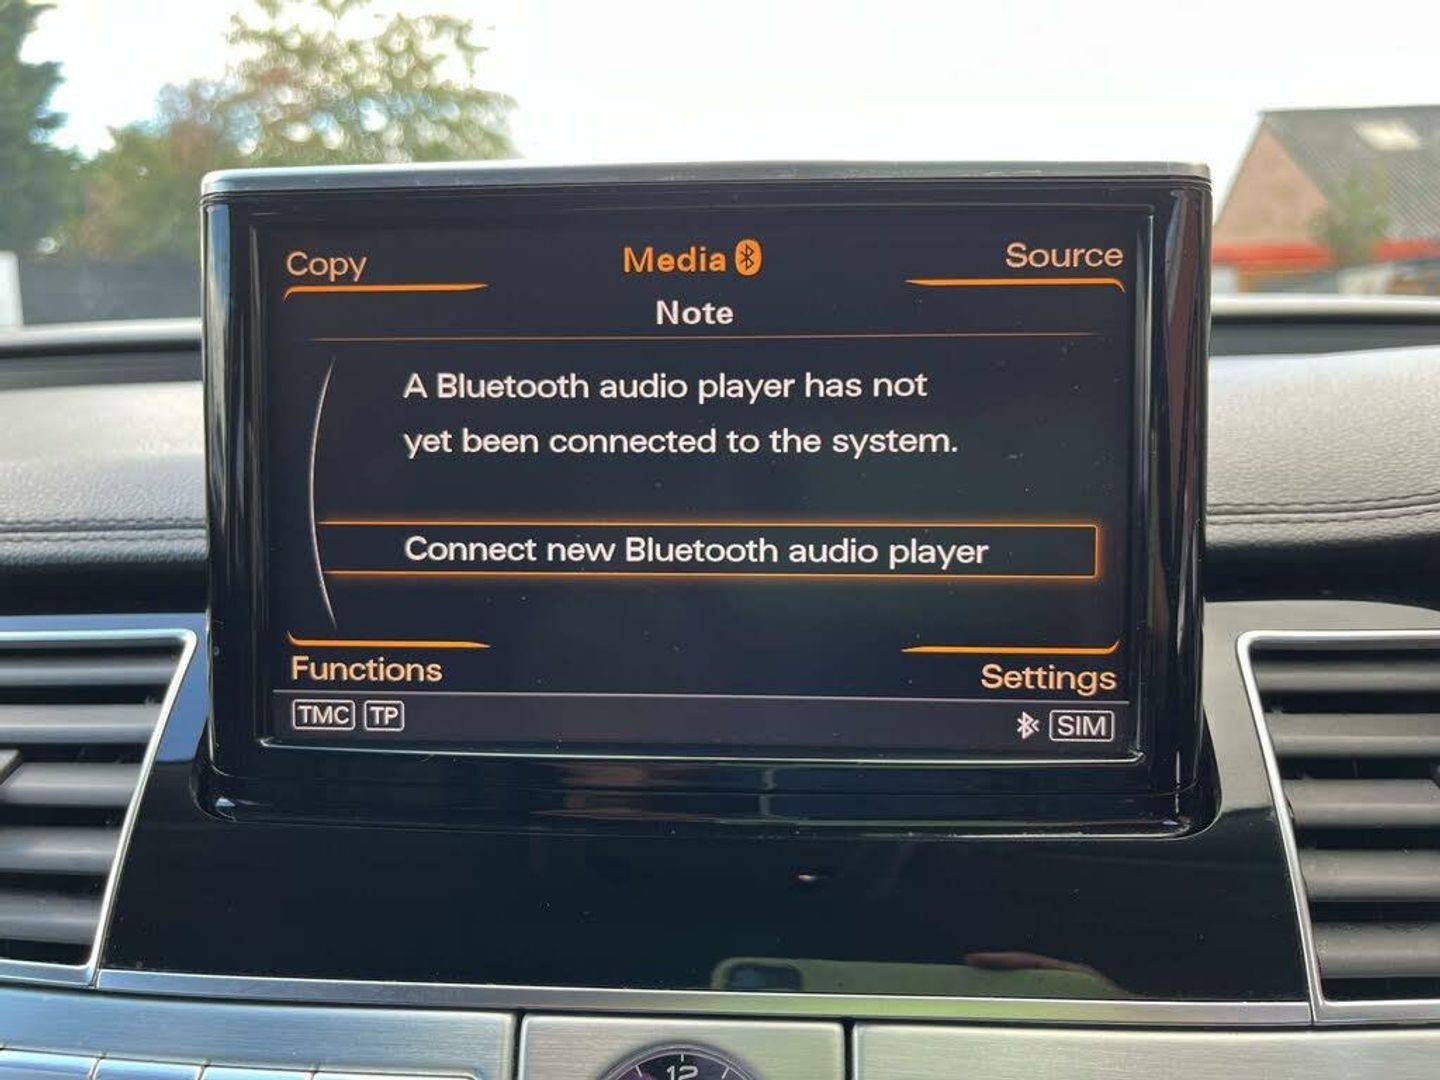 Copy
Media
Source
Note
A Bluetooth audio player has not
yet been connected to the system.
Connect new Bluetooth audio player
Functions
Settings
TMC TP
SIM
12